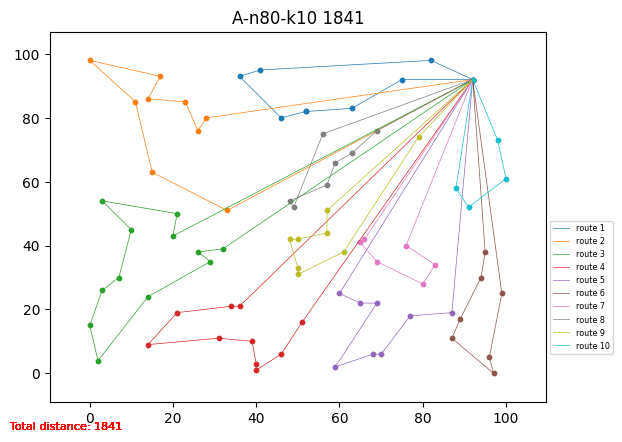 A-n80-k10 1841
100
80
60
40
20
0
0 20 40 60 80 100
route 1
route 2
route 3
route 4
route 5
route 6
route 7
route 8
route 9
route 10
Total distance: 1841